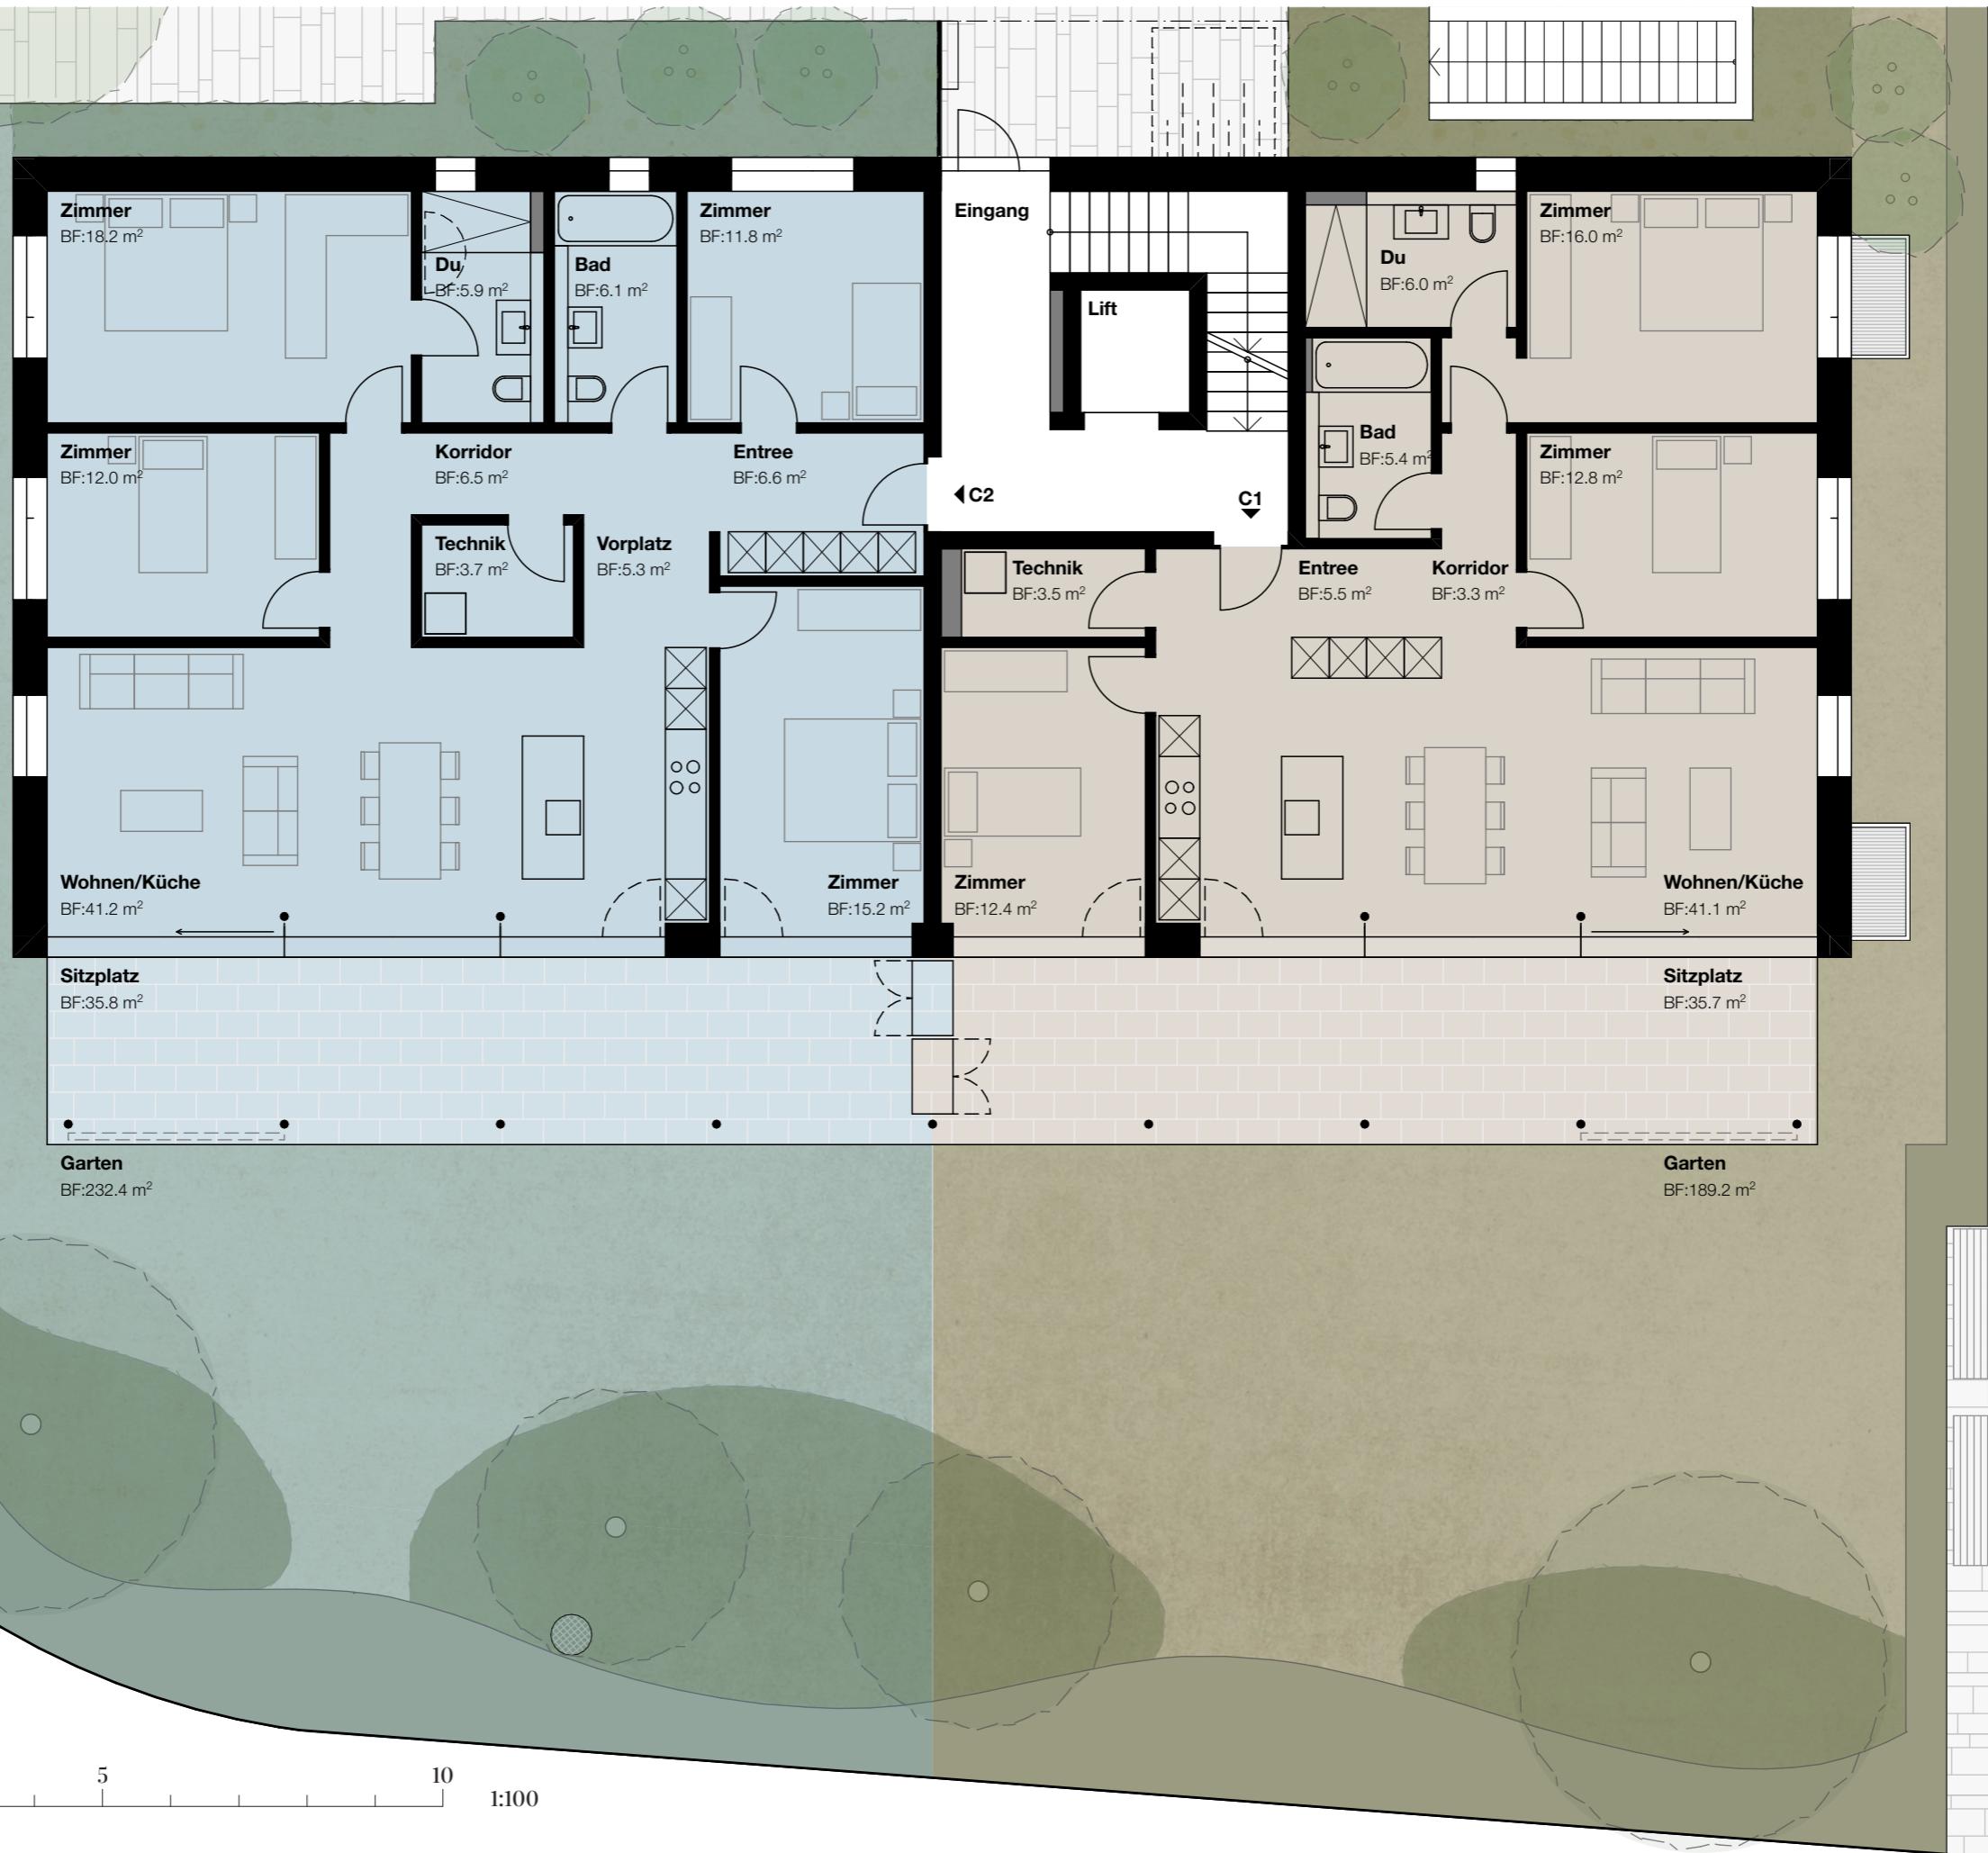 Zimmer
BF:18.2 m²
Du
BF:5.9 m²
Bad
BF:6.1 m²
Zimmer
BF:11.8 m²
Eingang
Lift
Du
BF:6.0 m²
Zimmer
BF:16.0 m²
Zimmer
BF:12.0 m²
Korridor
BF:6.5 m²
Entree
BF:6.6 m²
C2
C1
Bad
BF:5.4 m²
Zimmer
BF:12.8 m²
Technik
BF:3.7 m²
Vorplatz
BF:5.3 m²
Technik
BF:3.5 m²
Entree
BF:5.5 m²
Korridor
BF:3.3 m²
Wohnen/Küche
BF:41.2 m²
Zimmer
BF:15.2 m²
Zimmer
BF:12.4 m²
Wohnen/Küche
BF:41.1 m²
Sitzplatz
BF:35.8 m²
Sitzplatz
BF:35.7 m²
Garten
BF:232.4 m²
Garten
BF:189.2 m²
5
10
1:100